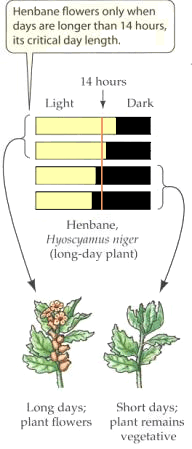 Henbane flowers only when
days are longer than 14 hours,
its critical day length.
14 hours
Light Dark
Henbane,
Hyoscyamus niger
(long-day plant)
Long days;
plant flowers
Short days;
plant remains
vegetative